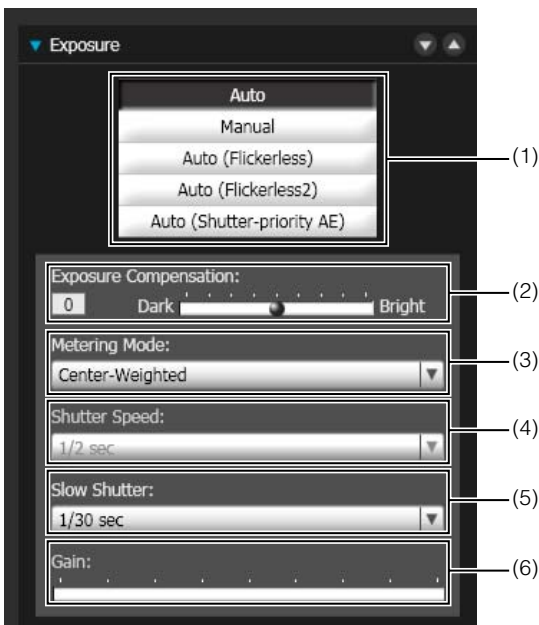 Exposure
Auto
Manual
Auto (Flickerless)
(1)
Auto (Flickerless2)
Auto (Shutter-priority AE)
Exposure Compensation:
(2)
0 Dark Bright
Metering Mode:
(3)
Center-Weighted
Shutter Speed:
(4)
1/2 sec
Slow Shutter:
(5)
1/30 sec
Gain:
(6)